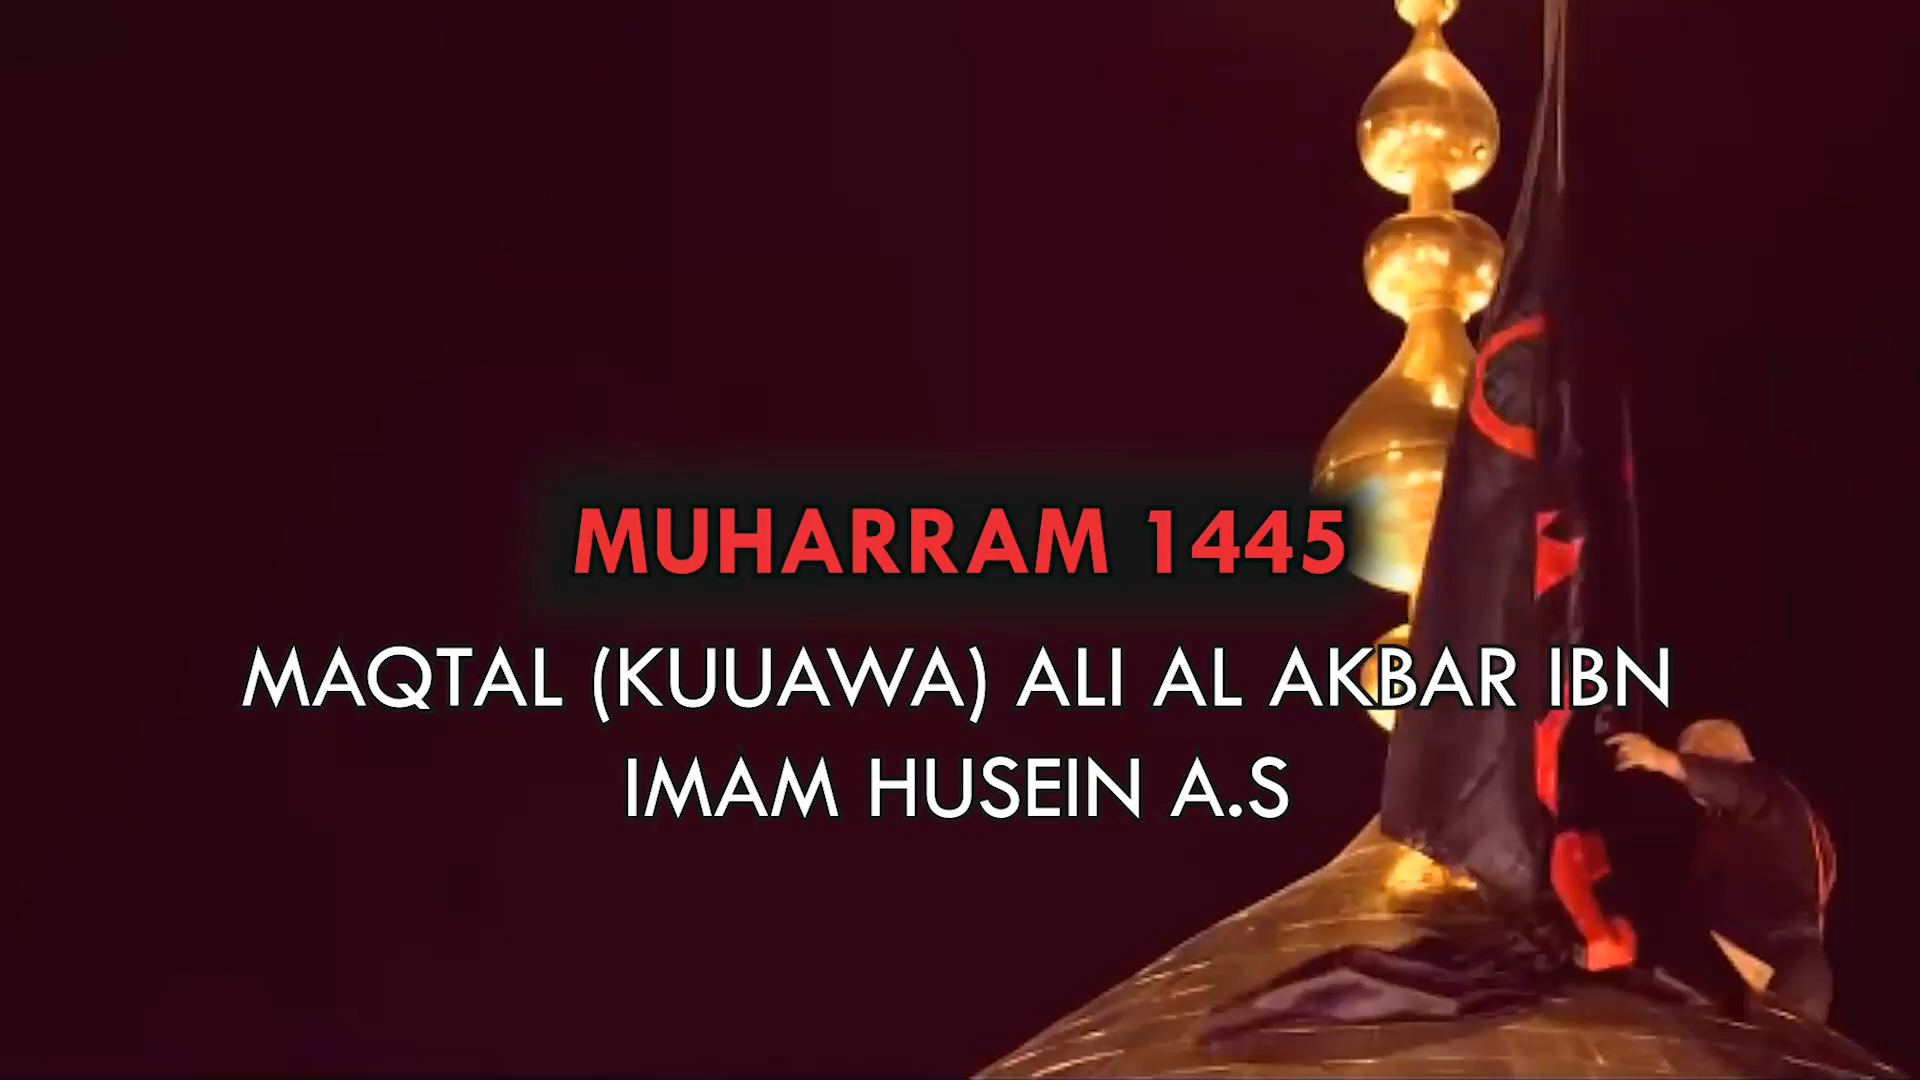 MUHARRAM 1445
MAQTAL (KUUAWA) ALI AL AKBAR IBN
IMAM HUSEIN A.S